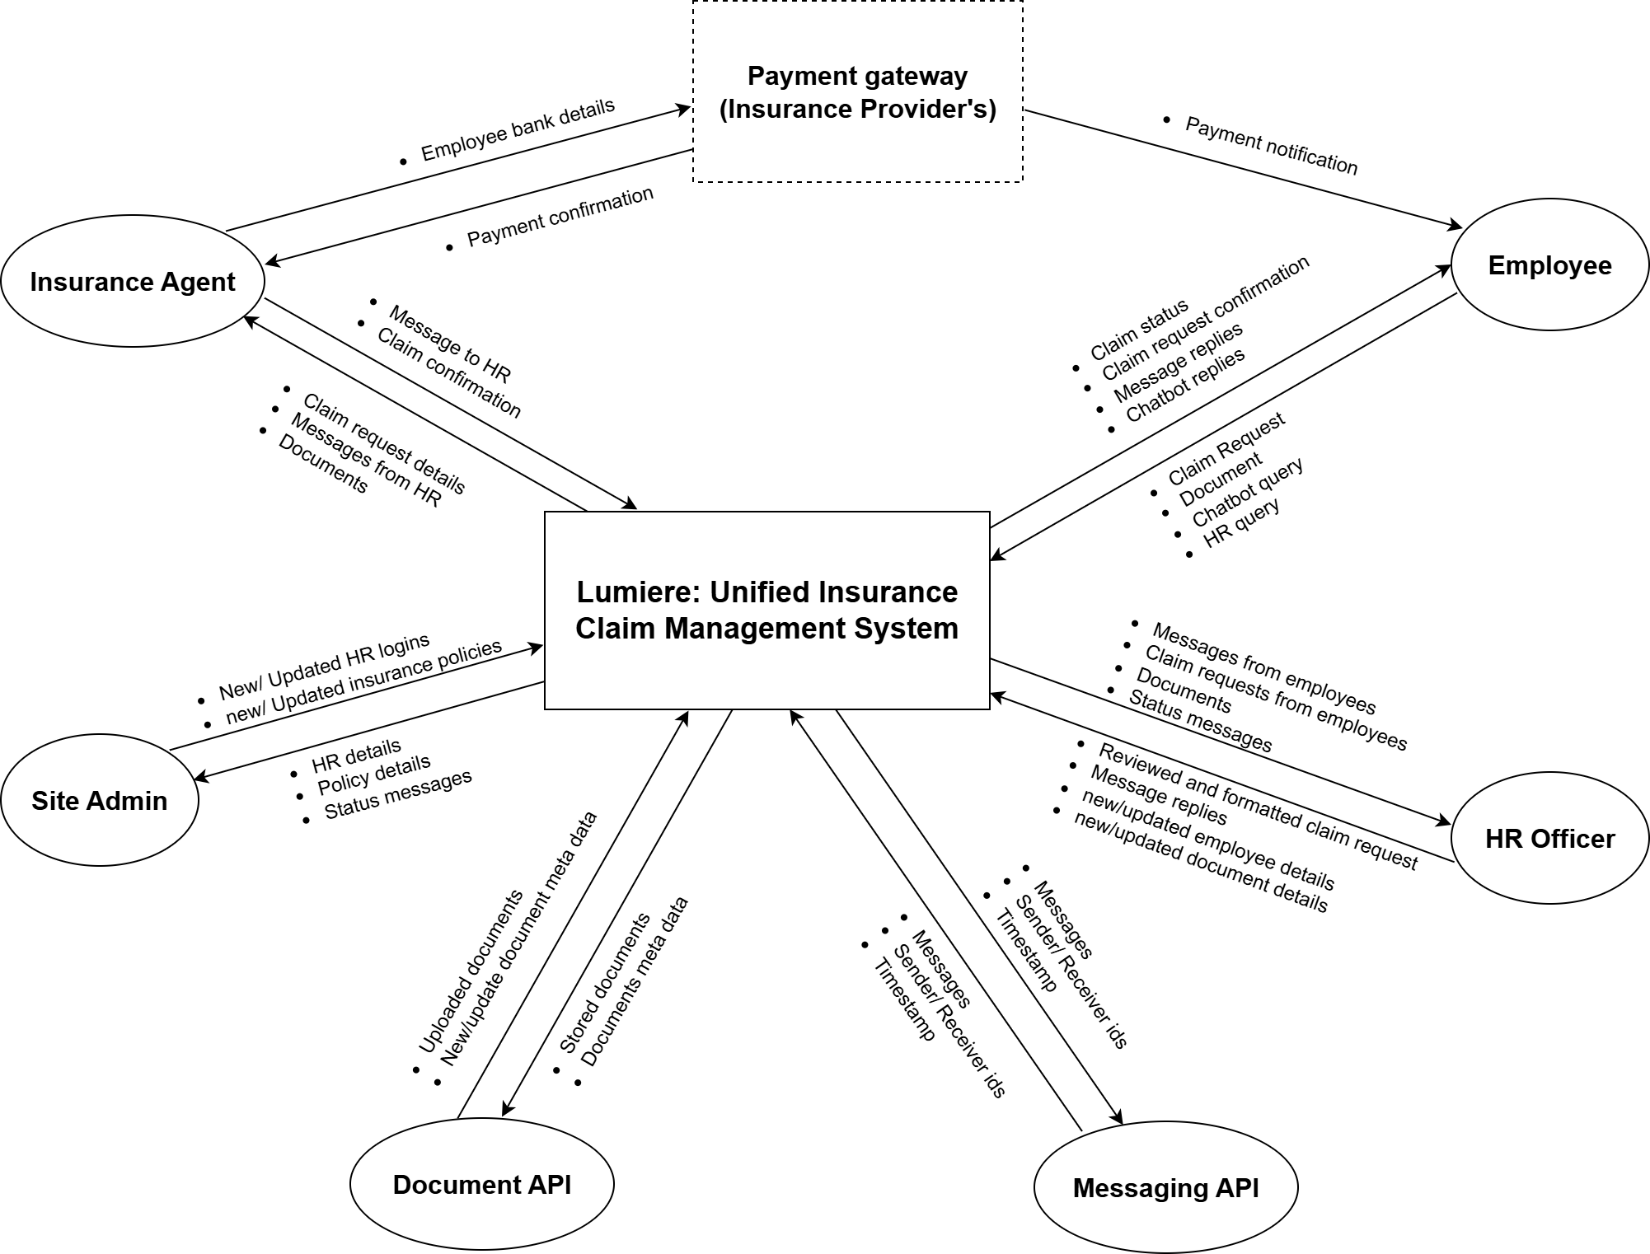 Payment gateway
(Insurance Provider's)
Employee bank details
Payment notification
Payment confirmation
Insurance Agent
Employee
Message to HR
Claim confirmation
Claim status
Claim request confirmation
Message replies
Chatbot replies
Claim request details
Messages from HR
Documents
Claim Request
Document
Chatbot query
HR query
Lumiere: Unified Insurance
Claim Management System
New/ Updated HR logins
new/ Updated insurance policies
Messages from employees
Claim requests from employees
Documents
Status messages
HR details
Policy details
Status messages
Site Admin
Reviewed and formatted claim request
Message replies
new/updated employee details
new/updated document details
HR Officer
Uploaded documents
New/update document meta data
Stored documents
Documents meta data
Messages
Sender/ Receiver ids
Timestamp
Messages
Sender/ Receiver ids
Timestamp
Document API
Messaging API